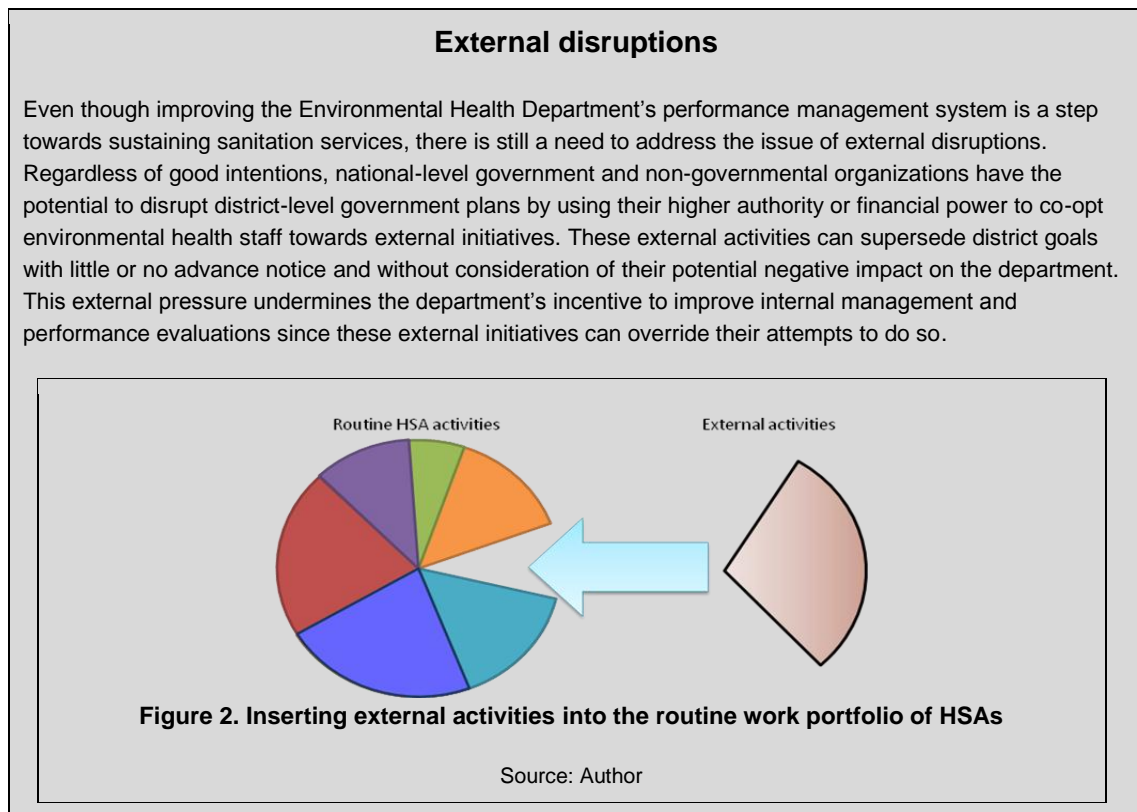 External disruptions
Even though improving the Environmental Health Department’s performance management system is a step
towards sustaining sanitation services, there is still a need to address the issue of external disruptions.
Regardless of good intentions, national-level government and non-governmental organizations have the
potential to disrupt district-level government plans by using their higher authority or financial power to co-opt
environmental health staff towards external initiatives. These external activities can supersede district goals
with little or no advance notice and without consideration of their potential negative impact on the department.
This external pressure undermines the department’s incentive to improve internal management and
performance evaluations since these external initiatives can override their attempts to do so.
Routine HSA activities
External activities
Figure 2. Inserting external activities into the routine work portfolio of HSAs
Source: Author